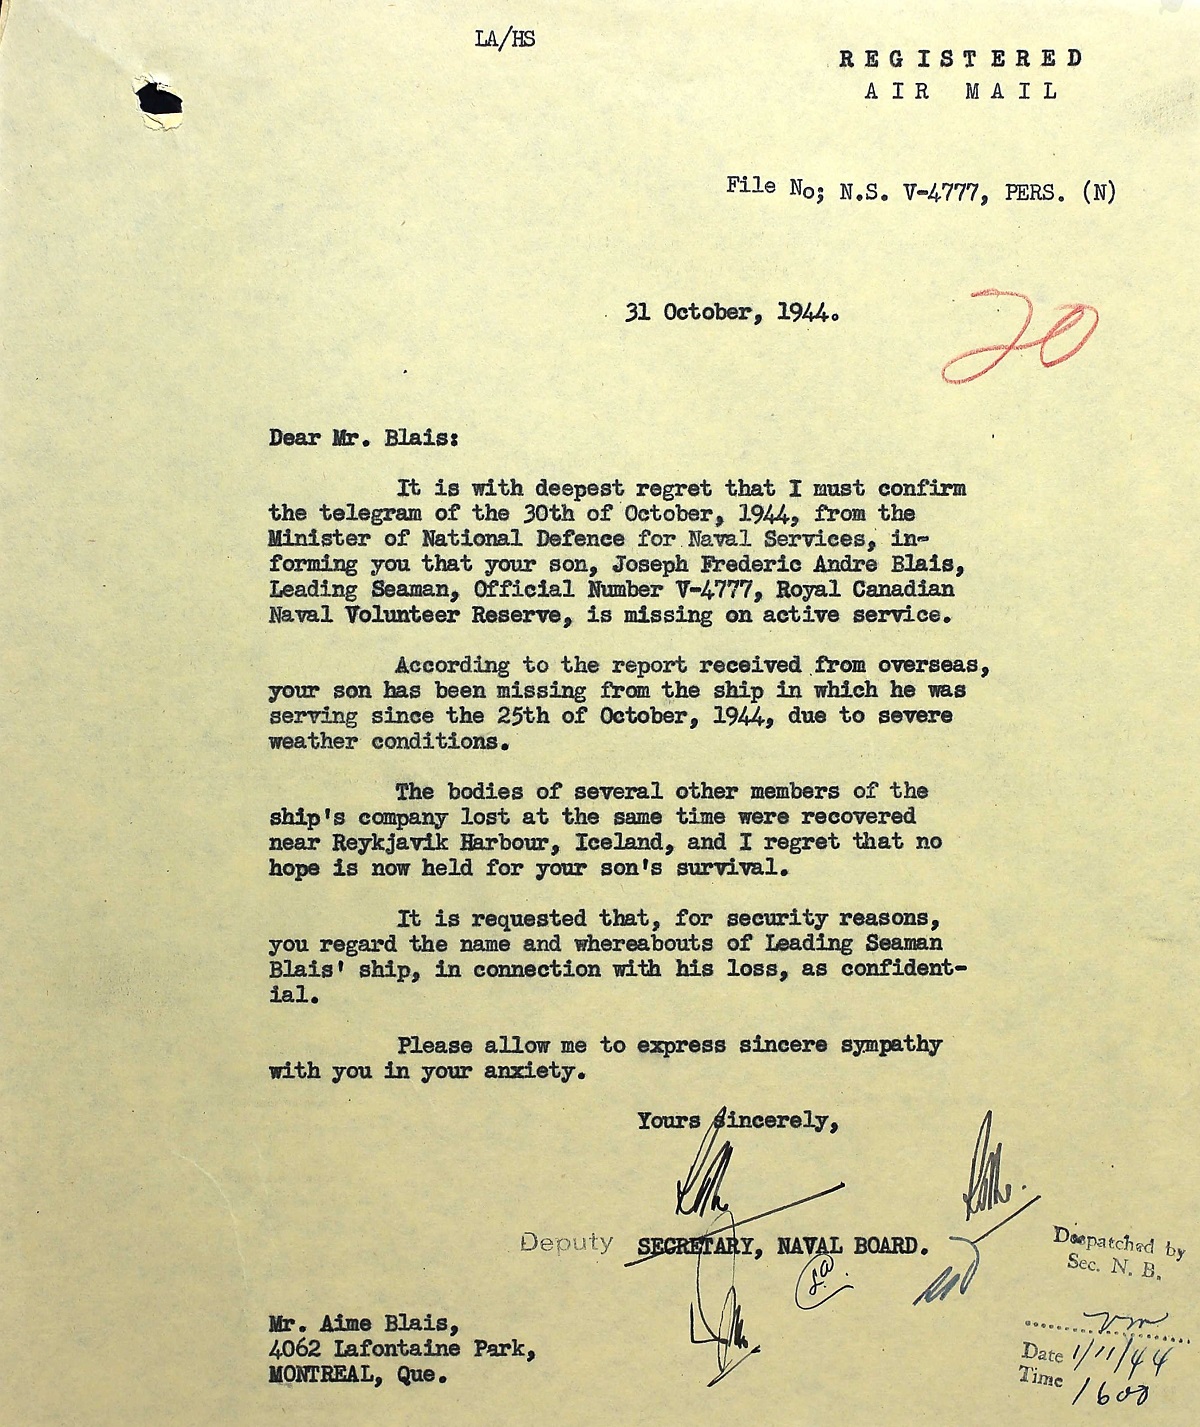 LA/HS
REGISTERED
AIR MAIL
File No; N.S. V-4777, PERS. (N)
31 October, 1944.
20
Dear Mr. Blais:
It is with deepest regret that I must confirm
the telegram of the 30th of October, 1944, from the
Minister of National Defence for Naval Services, in-
forming you that your son, Joseph Frederic Andre Blais,
Leading Seaman, Official Number V-4777, Royal Canadian
Naval Volunteer Reserve, is missing on active service.
According to the report received from overseas,
your son has been missing from the ship in which he was
serving since the 25th of October, 1944, due to severe
weather conditions.
The bodies of several other members of the
ship's company lost at the same time were recovered
near Reykjavik Harbour, Iceland, and I regret that no
hope is now held for your son's survival.
It is requested that, for security reasons,
you regard the name and whereabouts of Leading Seaman
Blais' ship, in connection with his loss, as confident-
ial.
Please allow me to express sincere sympathy
with you in your anxiety.
Yours sincerely,
Deputy SECRETARY, NAVAL BOARD.
Despatched by
Sec. N. B.
Mr. Aime Blais,
4062 Lafontaine Park,
MONTREAL, Que.
Date 1/11/44
Time 1600